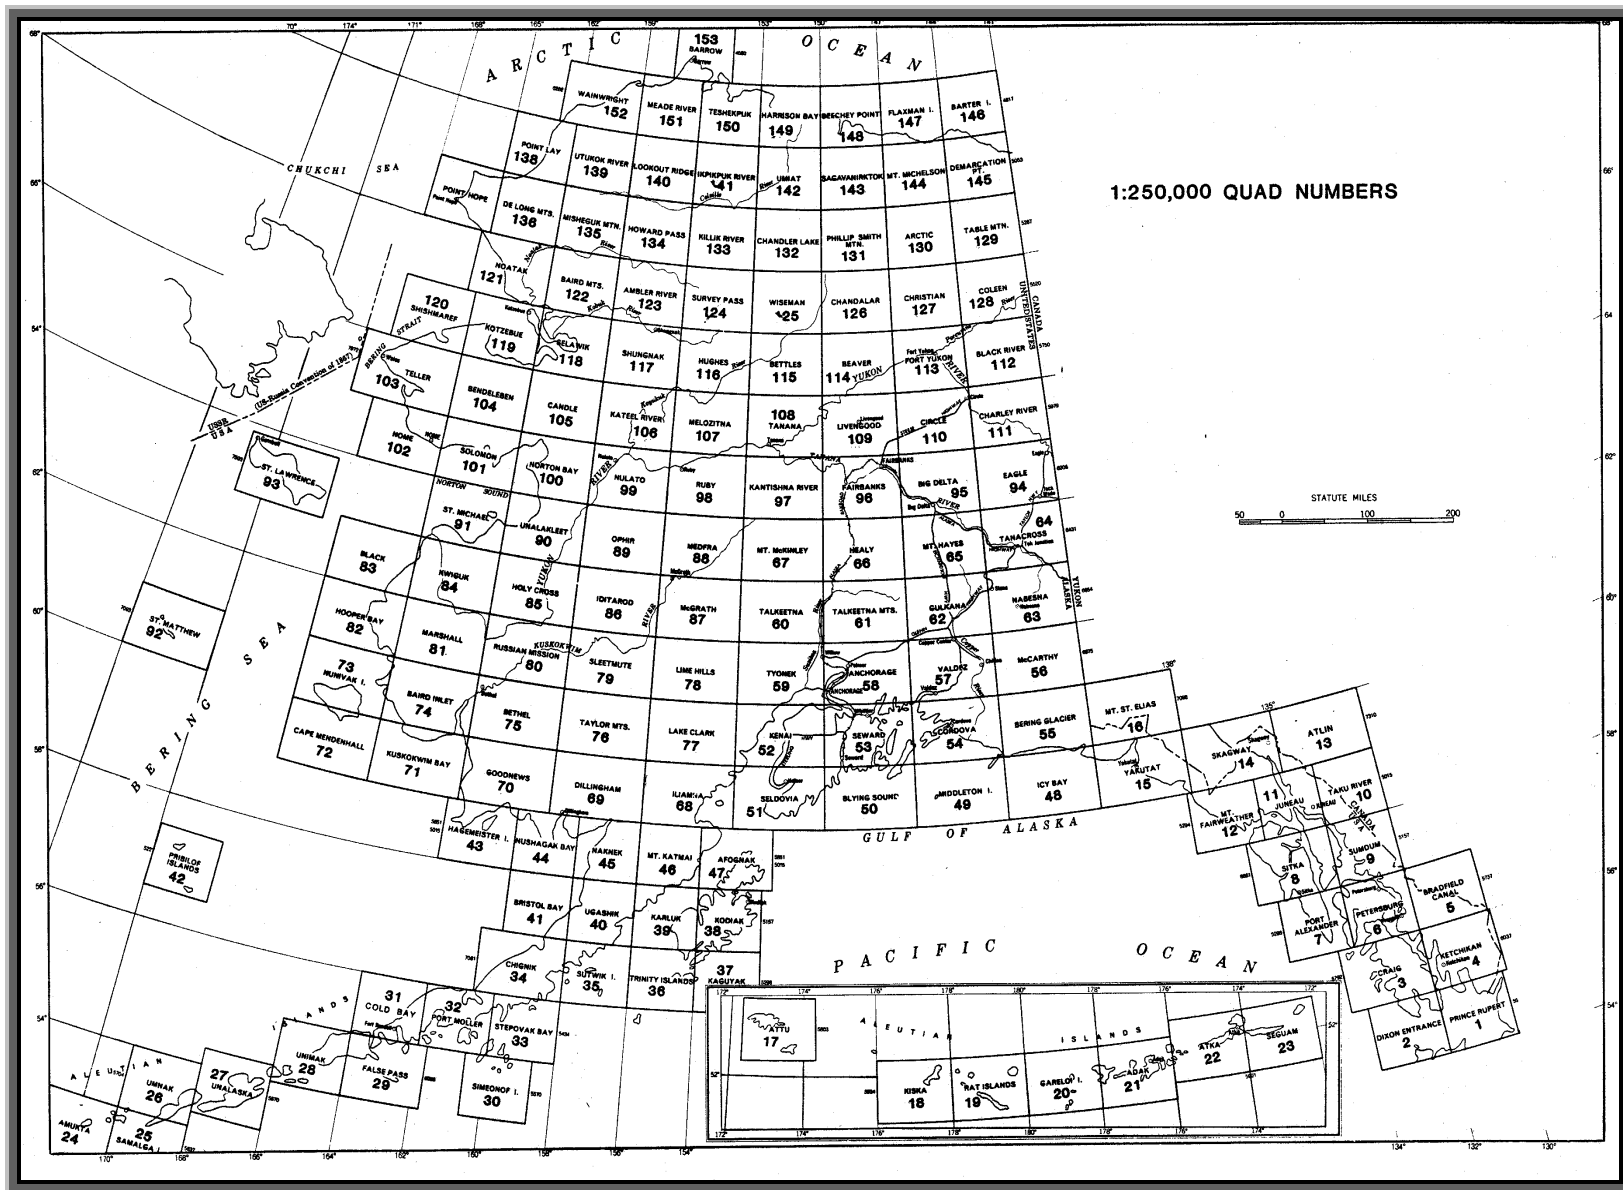 1:250,000 QUAD NUMBERS
ARCTIC OCEAN
CHUKCHI SEA
BERING STRAIT
(US-Russia Convention of 1867)
USSR
USA
BERING SEA
NORTON SOUND
GULF OF ALASKA
PACIFIC OCEAN
ALEUTIAN ISLANDS
CANADA
UNITED STATES
YUKON
ALASKA
STATUTE MILES
50 0 100 200
153
BARROW
WAINWRIGHT
152
MEADE RIVER
151
TESHEKPUK
150
HARRISON BAY
149
BEECHEY POINT
148
FLAXMAN I.
147
BARTER I.
146
POINT LAY
138
UTUKOK RIVER
139
LOOKOUT RIDGE
140
IKPIKPUK RIVER
141
UMIAT
142
SAGAVANIRKTOK
143
MT. MICHELSON
144
DEMARCATION
PT.
145
POINT HOPE
DE LONG MTS.
136
MISHEGUK MTN.
135
HOWARD PASS
134
KILLIK RIVER
133
CHANDLER LAKE
132
PHILLIP SMITH
MTN.
131
ARCTIC
130
TABLE MTN.
129
NOATAK
121
BAIRD MTS.
122
AMBLER RIVER
123
SURVEY PASS
124
WISEMAN
125
CHANDALAR
126
CHRISTIAN
127
COLEEN
128
120
SHISHMAREF
KOTZEBUE
119
SELAWIK
118
SHUNGNAK
117
HUGHES
116
BETTLES
115
BEAVER
114
FORT YUKON
113
BLACK RIVER
112
TELLER
103
BENDELEBEN
104
CANDLE
105
KATEEL RIVER
106
MELOZITNA
107
108
TANANA
LIVENGOOD
109
CIRCLE
110
CHARLEY RIVER
111
NOME
102
SOLOMON
101
NORTON BAY
100
NULATO
99
RUBY
98
KANTISHNA RIVER
97
FAIRBANKS
96
BIG DELTA
95
EAGLE
94
ST. LAWRENCE
93
ST. MICHAEL
91
UNALAKLEET
90
OPHIR
89
MEDFRA
88
MT. McKINLEY
67
HEALY
66
MT. HAYES
65
64
TANACROSS
BLACK
83
KWIGUK
84
HOLY CROSS
85
IDITAROD
86
McGRATH
87
TALKEETNA
60
TALKEETNA MTS.
61
GULKANA
62
NABESNA
63
ST. MATTHEW
92
HOOPER BAY
82
MARSHALL
81
RUSSIAN MISSION
80
SLEETMUTE
79
LIME HILLS
78
TYONEK
59
ANCHORAGE
58
VALDEZ
57
McCARTHY
56
73
NUNIVAK I.
BAIRD INLET
74
BETHEL
75
TAYLOR MTS.
76
LAKE CLARK
77
KENAI
52
SEWARD
53
CORDOVA
54
BERING GLACIER
55
MT. ST. ELIAS
16
CAPE MENDENHALL
72
KUSKOKWIM BAY
71
GOODNEWS
70
DILLINGHAM
69
ILIAMNA
68
SELDOVIA
51
BLYING SOUND
50
MIDDLETON I.
49
ICY BAY
48
YAKUTAT
15
SKAGWAY
14
ATLIN
13
MT.
FAIRWEATHER
12
11
JUNEAU
TAKU RIVER
10
PRIBILOF
ISLANDS
42
HAGEMEISTER I.
43
NUSHAGAK BAY
44
NAKNEK
45
MT. KATMAI
46
AFOGNAK
47
SITKA
8
SUMDUM
9
BRISTOL BAY
41
UGASHIK
40
KARLUK
39
KODIAK
38
PORT
ALEXANDER
7
PETERSBURG
6
BRADFIELD
CANAL
5
CHIGNIK
34
SUTWIK I.
35
TRINITY ISLANDS
36
37
KAGUYAK
CRAIG
3
KETCHIKAN
4
DIXON ENTRANCE
2
PRINCE RUPERT
1
31
COLD BAY
32
PORT MOLLER
STEPOVAK BAY
33
UNIMAK
28
FALSE PASS
29
SIMEONOF I.
30
27
UNALASKA
UMNAK
26
25
SAMALGA I.
AMUKTA
24
ALEUTIAN ISLANDS
ATTU
17
KISKA
18
RAT ISLANDS
19
GARELOI I.
20
ADAK
21
ATKA
22
SEGUAM
23